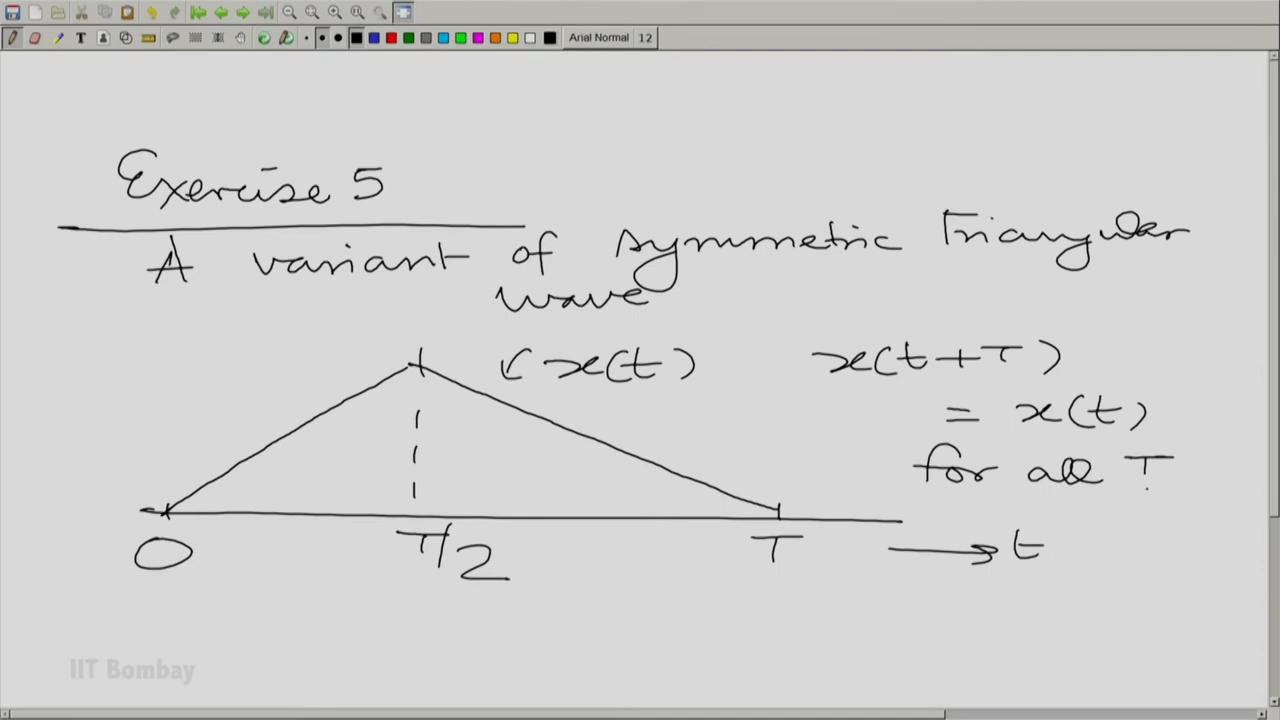 Arial Normal 12
Exercise 5
A variant of symmetric Triangular
wave
x(t) x(t+T)
= x(t)
for all T
0 T/2 T t
IIT Bombay